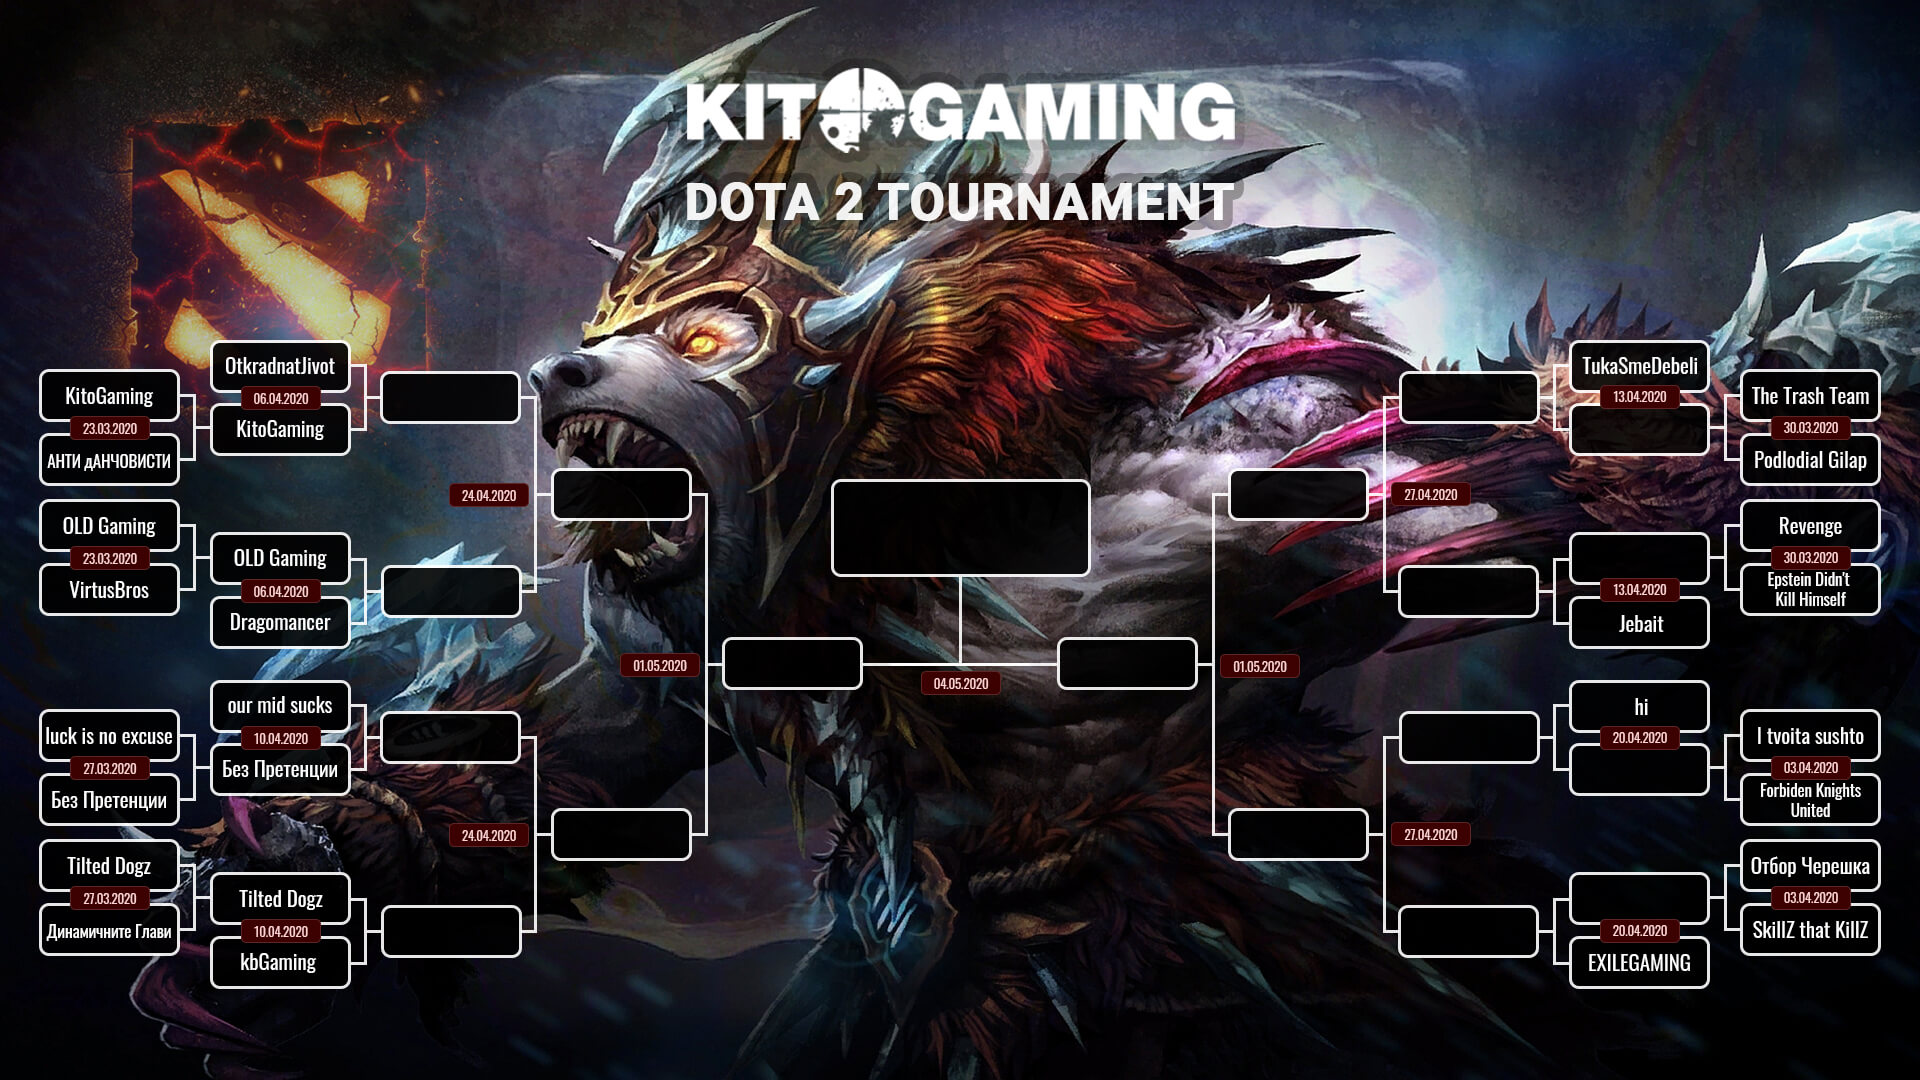 KITOGAMING
DOTA 2 TOURNAMENT
KitoGaming
23.03.2020
АНТИ дАНЧОВИСТИ
OLD Gaming
23.03.2020
VirtusBros
luck is no excuse
27.03.2020
Без Претенции
Tilted Dogz
27.03.2020
Динамичните Глави
OtkradnatJivot
06.04.2020
KitoGaming
OLD Gaming
06.04.2020
Dragomancer
our mid sucks
10.04.2020
Без Претенции
Tilted Dogz
10.04.2020
kbGaming
24.04.2020
24.04.2020
01.05.2020
04.05.2020
01.05.2020
27.04.2020
27.04.2020
TukaSmeDebeli
13.04.2020
13.04.2020
Jebait
hi
20.04.2020
20.04.2020
EXILEGAMING
The Trash Team
30.03.2020
Podlodial Gilap
Revenge
30.03.2020
Epstein Didn't
Kill Himself
I tvoita sushto
03.04.2020
Forbiden Knights
United
Отбор Черешка
03.04.2020
SkillZ that KillZ